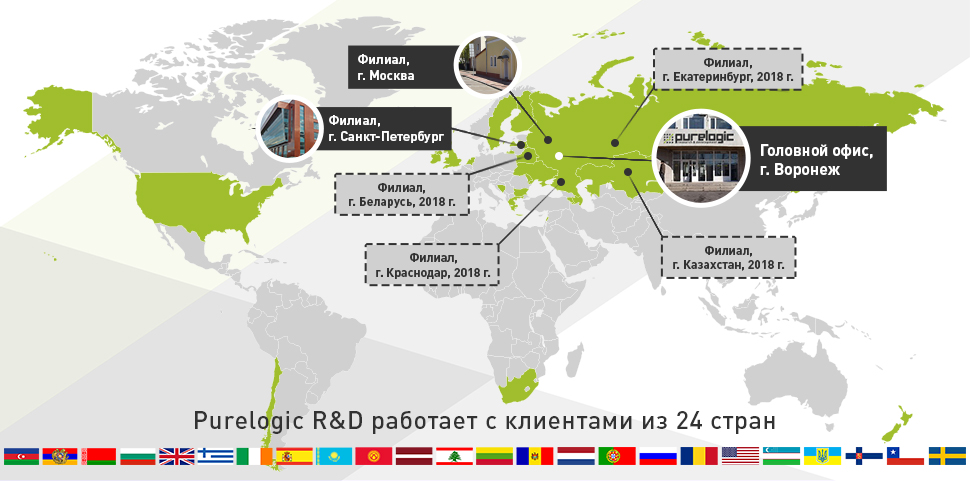 Филиал,
г. Москва
Филиал,
г. Екатеринбург, 2018 г.
Филиал,
г. Санкт-Петербург
purelogic
Головной офис,
г. Воронеж
Филиал,
г. Беларусь, 2018 г.
Филиал,
г. Краснодар, 2018 г.
Филиал,
г. Казахстан, 2018 г.
Purelogic R&D работает с клиентами из 24 стран